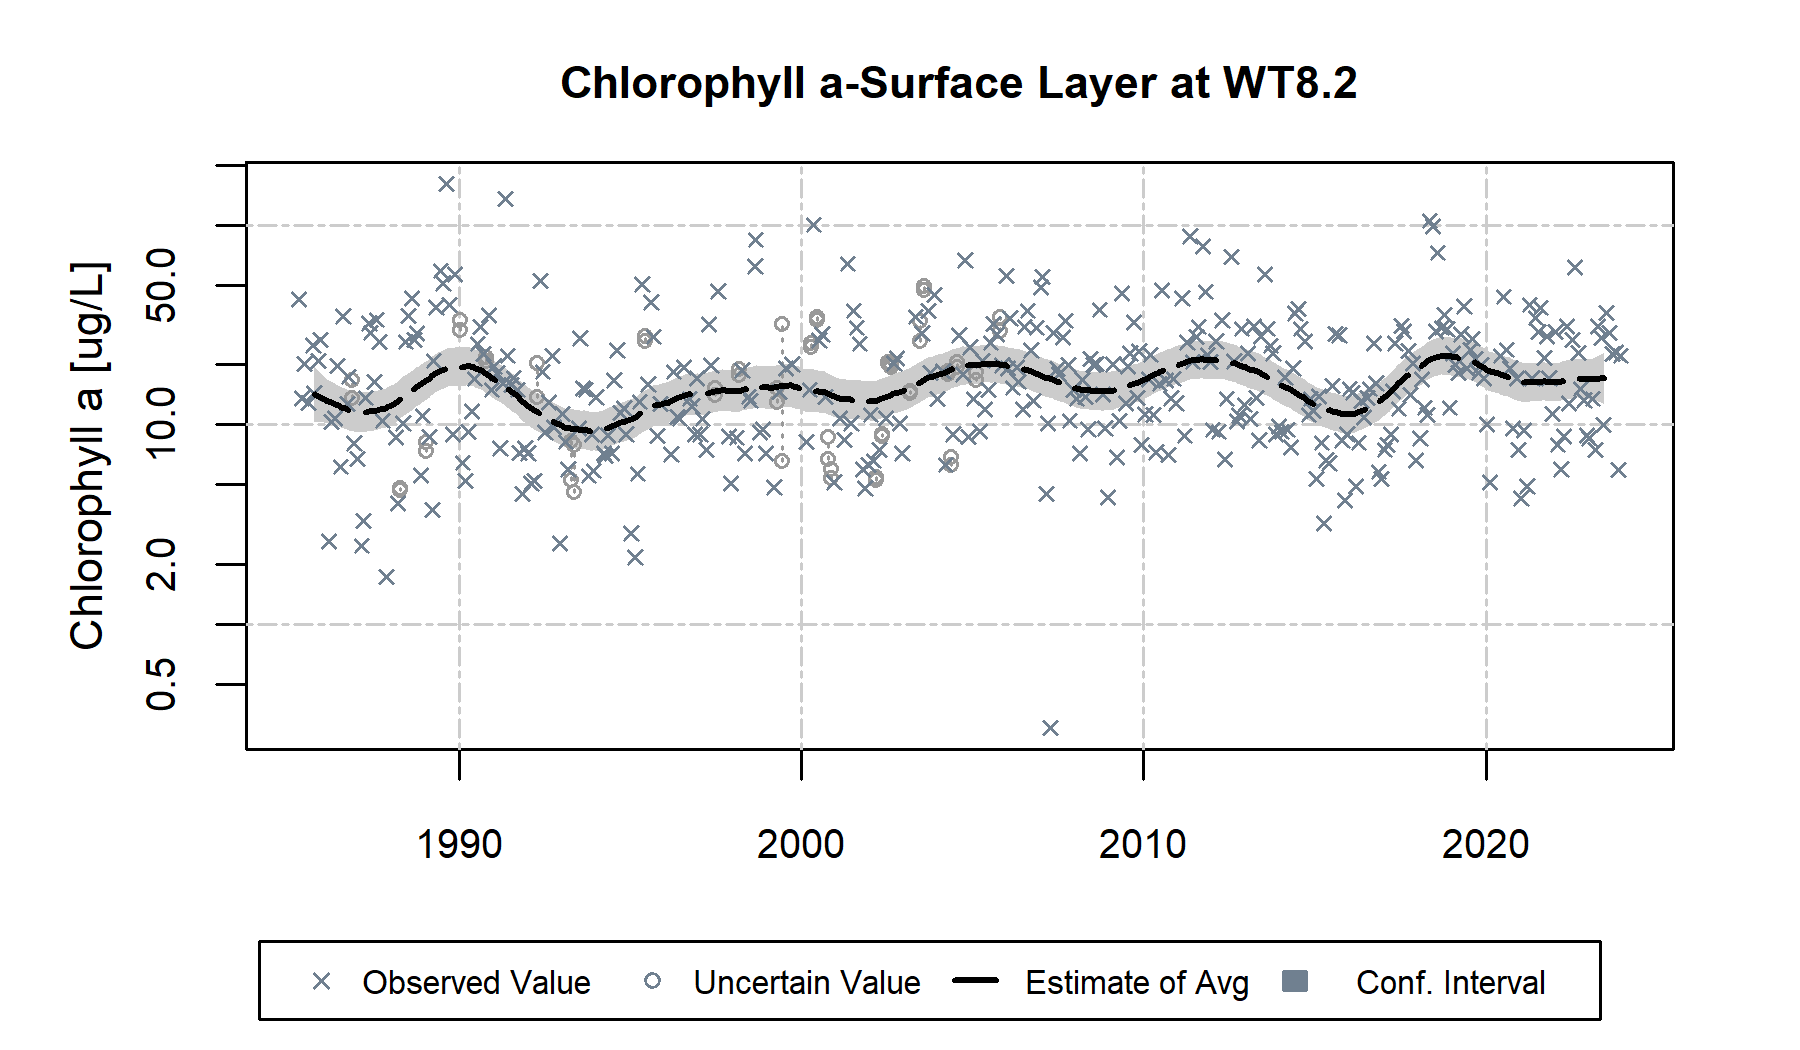 Chlorophyll a-Surface Layer at WT8.2
Chlorophyll a [ug/L]
50.0
10.0
2.0
0.5
1990 2000 2010 2020
Observed Value Uncertain Value Estimate of Avg Conf. Interval